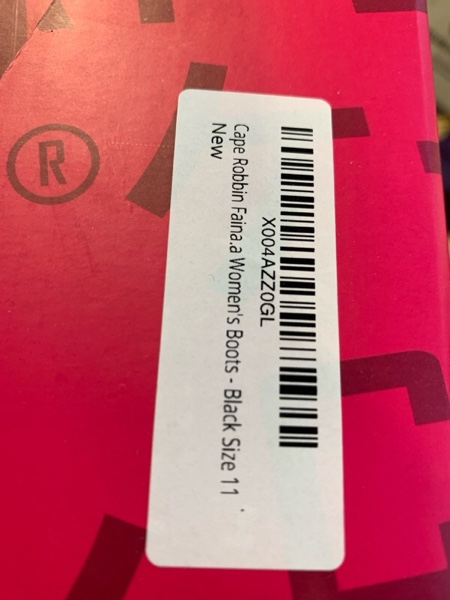 X004AZZ0GL
Cape Robbin Faina.a Women's Boots - Black Size 11
New
®